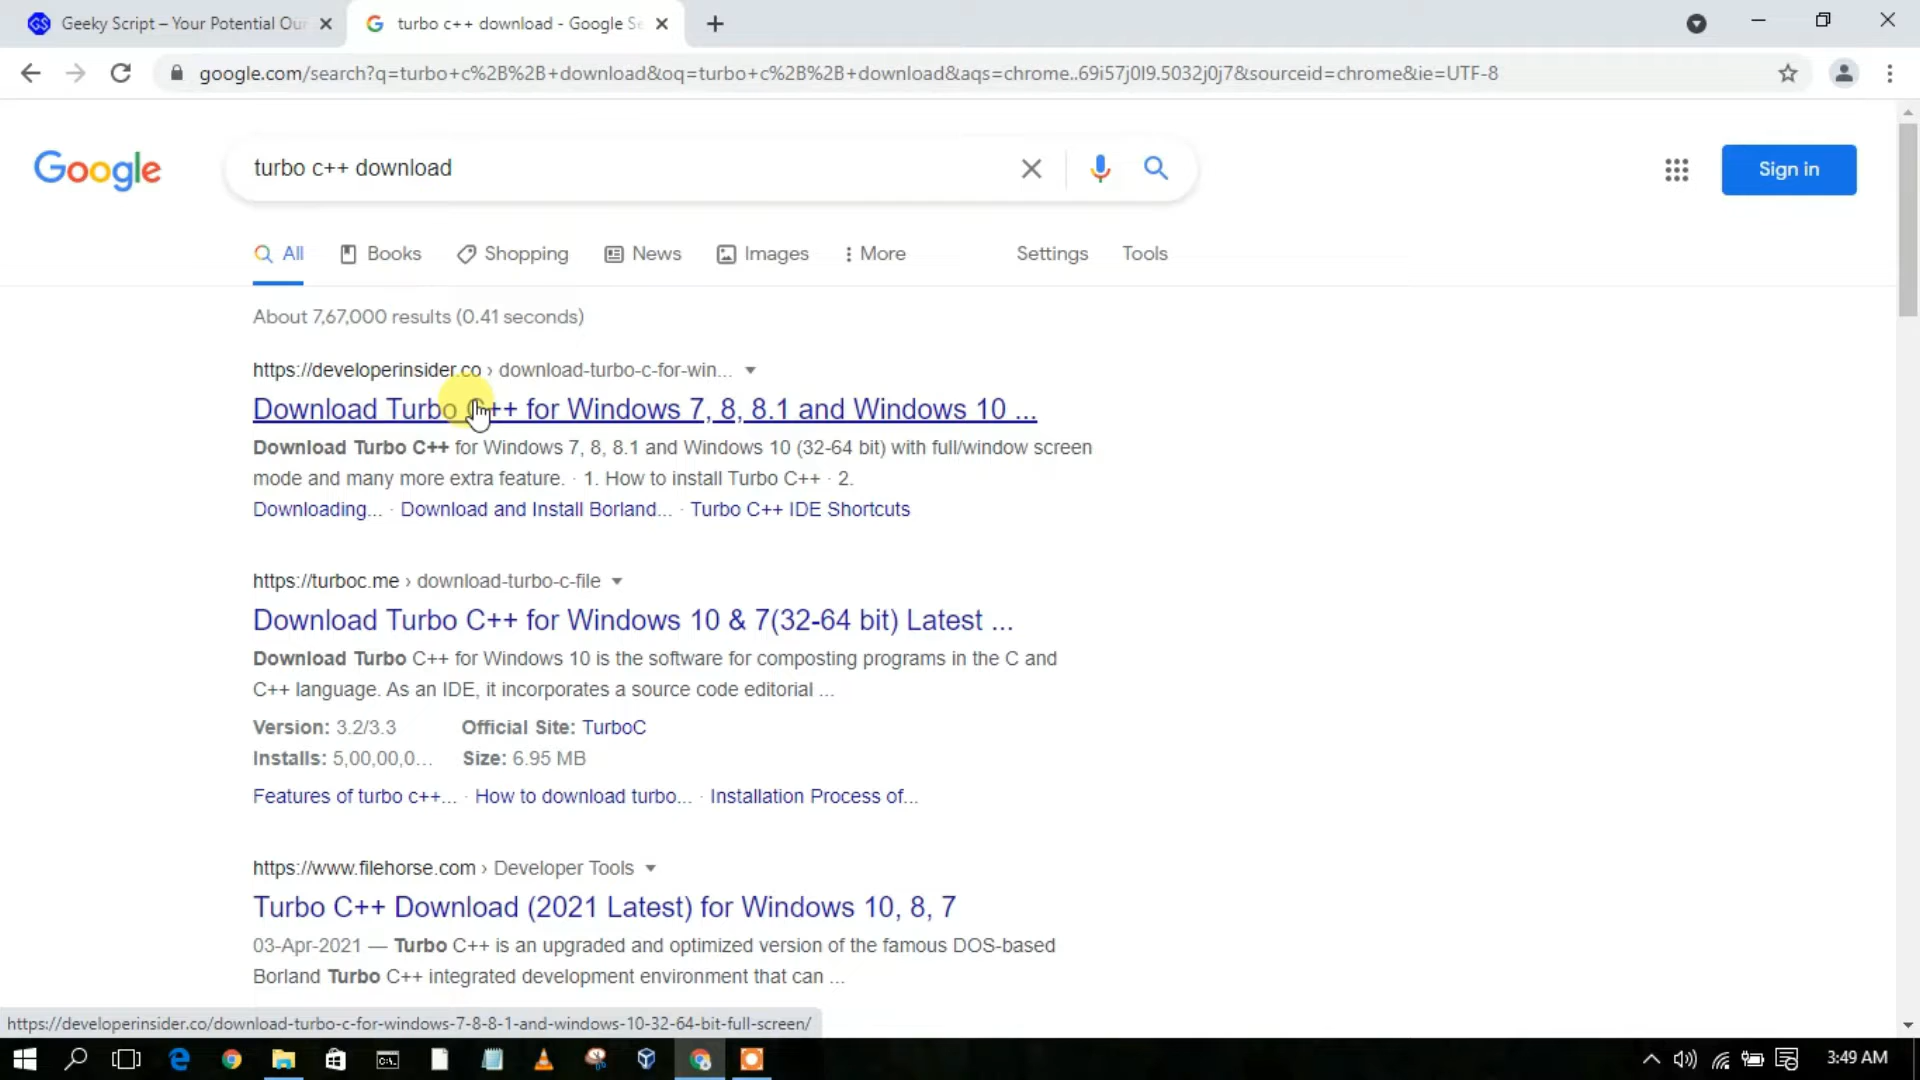 Geeky Script – Your Potential Our
turbo c++ download - Google Se
google.com/search?q=turbo+c%2B%2B+download&oq=turbo+c%2B%2B+download&aqs=chrome..69i57j0l9.5032j0j7&sourceid=chrome&ie=UTF-8
Google
turbo c++ download
Sign in
All Books Shopping News Images More Settings Tools
About 7,67,000 results (0.41 seconds)
https://developerinsider.co › download-turbo-c-for-win...
Download Turbo C++ for Windows 7, 8, 8.1 and Windows 10 ...
Download Turbo C++ for Windows 7, 8, 8.1 and Windows 10 (32-64 bit) with full/window screen
mode and many more extra feature. · 1. How to install Turbo C++ · 2.
Downloading... · Download and Install Borland... · Turbo C++ IDE Shortcuts
https://turboc.me › download-turbo-c-file
Download Turbo C++ for Windows 10 & 7(32-64 bit) Latest ...
Download Turbo C++ for Windows 10 is the software for composting programs in the C and
C++ language. As an IDE, it incorporates a source code editorial ...
Version: 3.2/3.3 Official Site: TurboC
Installs: 5,00,00,0... Size: 6.95 MB
Features of turbo c++... · How to download turbo... · Installation Process of...
https://www.filehorse.com › Developer Tools
Turbo C++ Download (2021 Latest) for Windows 10, 8, 7
03-Apr-2021 — Turbo C++ is an upgraded and optimized version of the famous DOS-based
Borland Turbo C++ integrated development environment that can ...
https://developerinsider.co/download-turbo-c-for-windows-7-8-8-1-and-windows-10-32-64-bit-full-screen/
3:49 AM